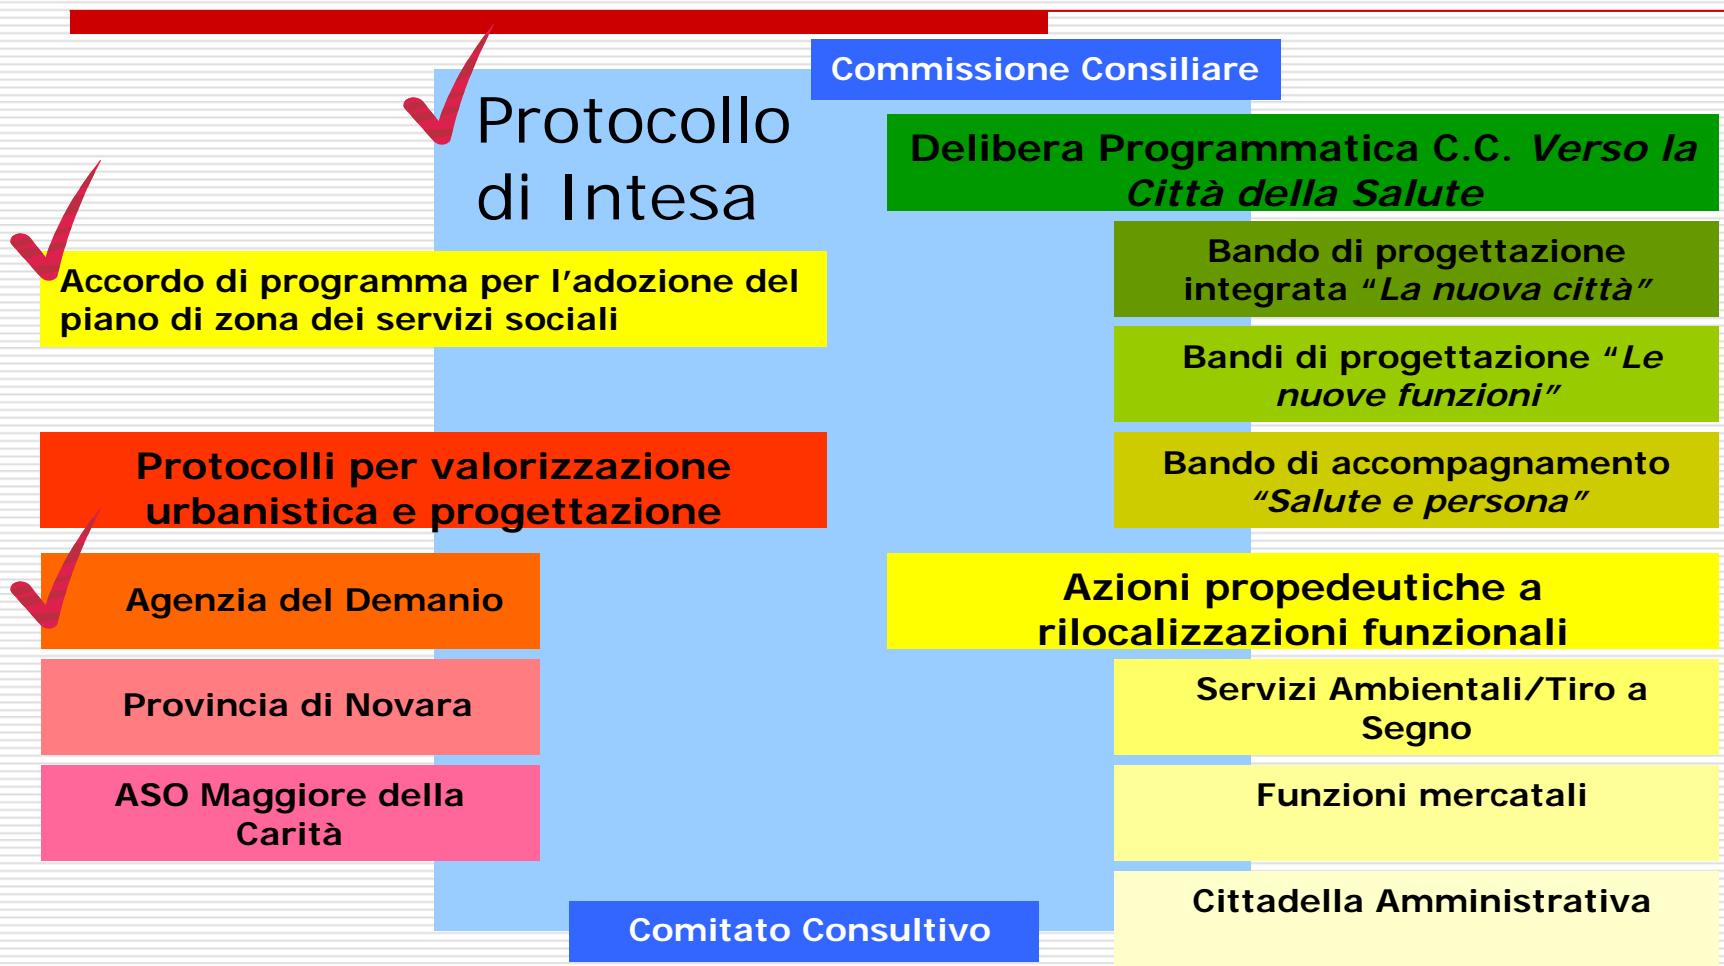 Commissione Consiliare
Protocollo
di Intesa
Delibera Programmatica C.C. Verso la
Città della Salute
Bando di progettazione
integrata “La nuova città”
Accordo di programma per l’adozione del
piano di zona dei servizi sociali
Bandi di progettazione “Le
nuove funzioni”
Protocolli per valorizzazione
urbanistica e progettazione
Bando di accompagnamento
“Salute e persona”
Agenzia del Demanio
Provincia di Novara
ASO Maggiore della
Carità
Azioni propedeutiche a
rilocalizzazioni funzionali
Servizi Ambientali/Tiro a
Segno
Funzioni mercatali
Cittadella Amministrativa
Comitato Consultivo